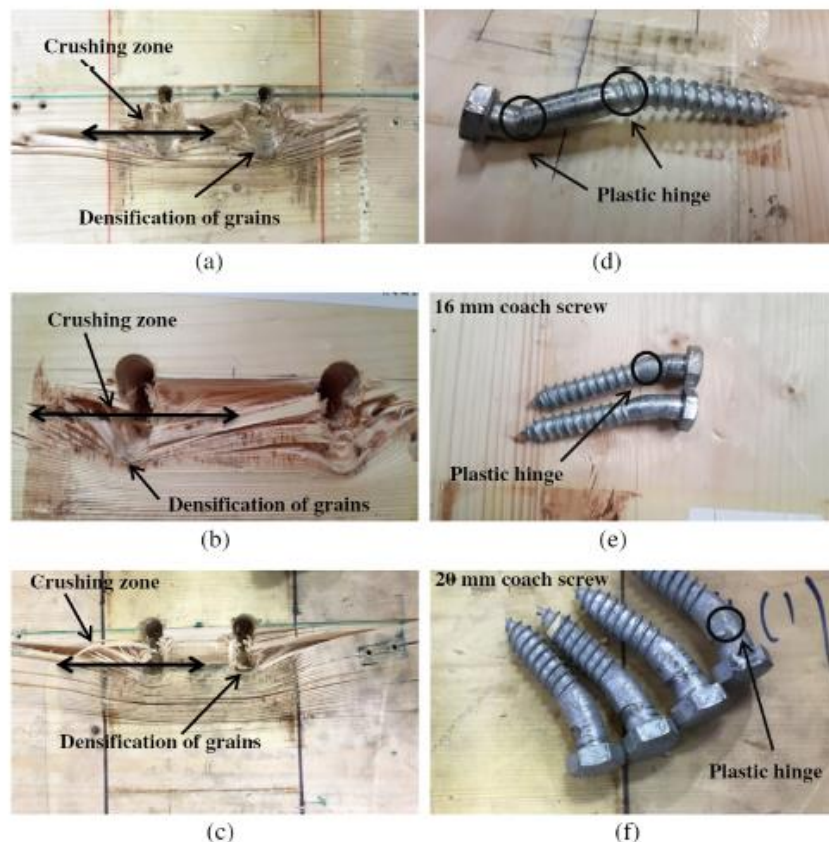 Crushing zone
Densification of grains
(a)
Plastic hinge
(d)
Crushing zone
Densification of grains
(b)
16 mm coach screw
Plastic hinge
(e)
Crushing zone
Densification of grains
(c)
20 mm coach screw
(1)
Plastic hinge
(f)